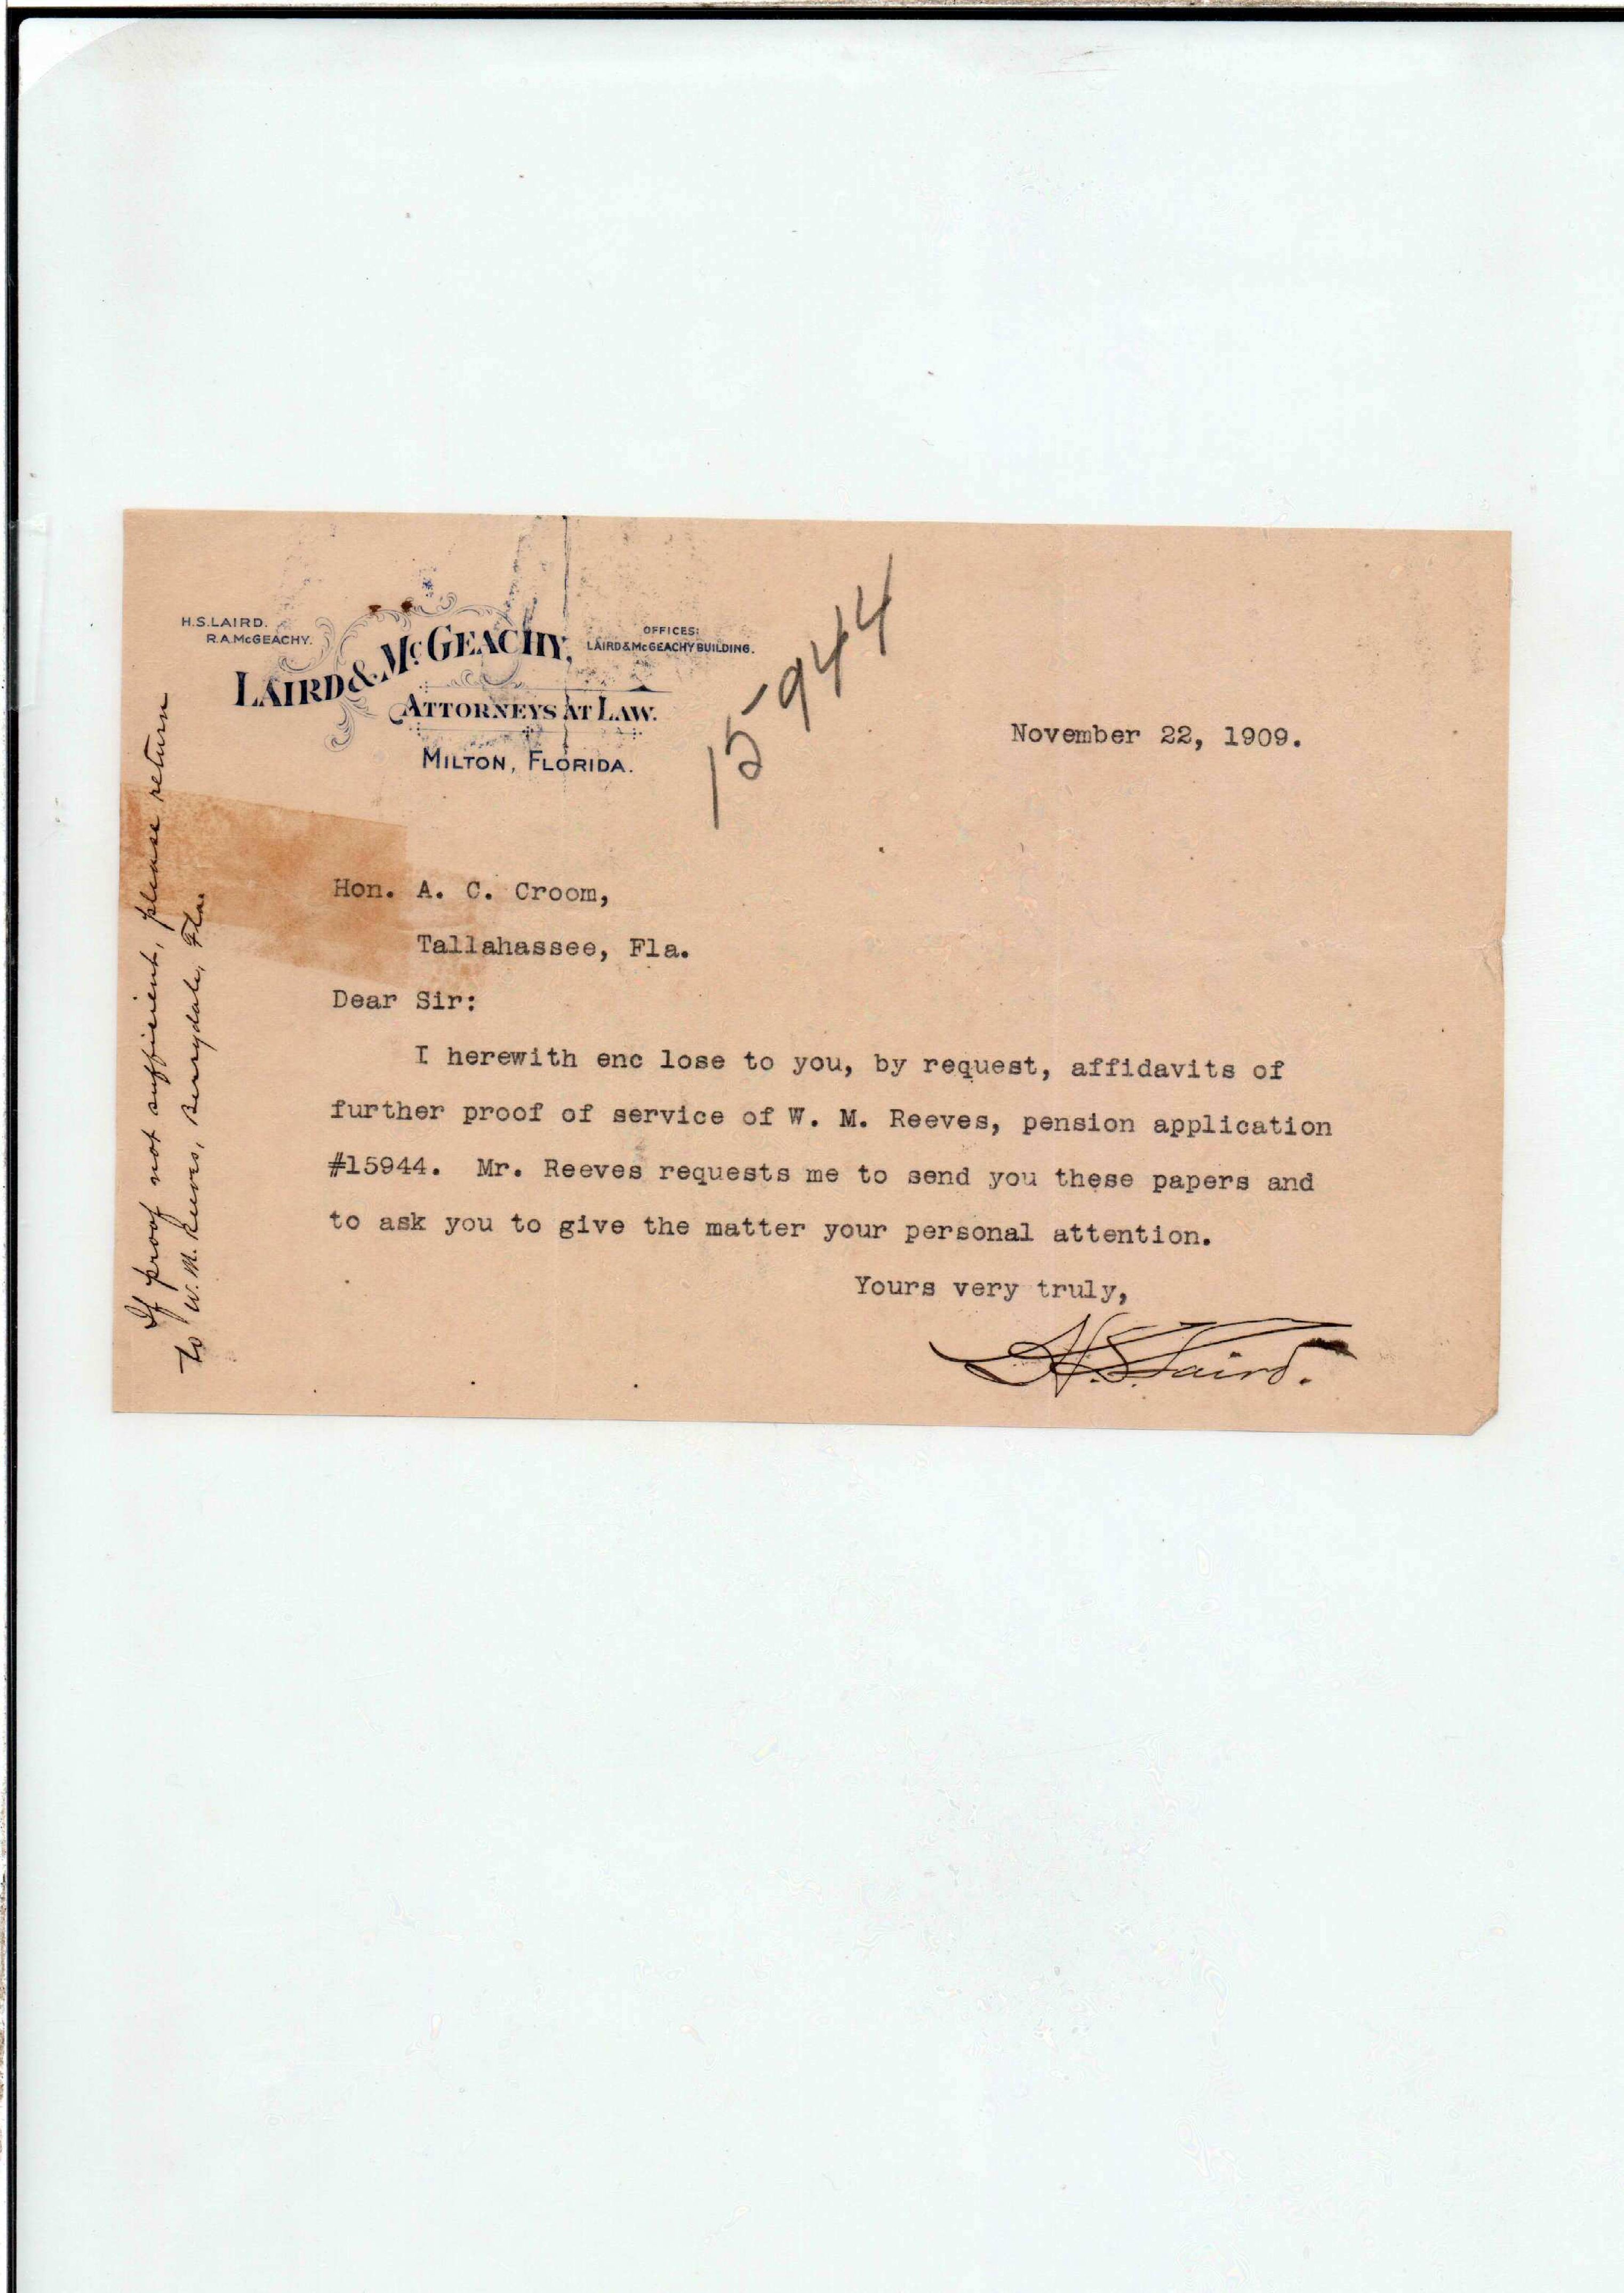 H.S.LAIRD.
R.A.McGEACHY.
LAIRD & McGEACHY,
ATTORNEYS AT LAW.
MILTON, FLORIDA.
OFFICES:
LAIRD & McGEACHY BUILDING.
15944
November 22, 1909.
Hon. A. C. Croom,
Tallahassee, Fla.
Dear Sir:
I herewith enc lose to you, by request, affidavits of
further proof of service of W. M. Reeves, pension application
#15944. Mr. Reeves requests me to send you these papers and
to ask you to give the matter your personal attention.
Yours very truly,
H.S. Laird.
If proof not sufficient, please return
to W. M. Reeves, Berrydale, Fla.